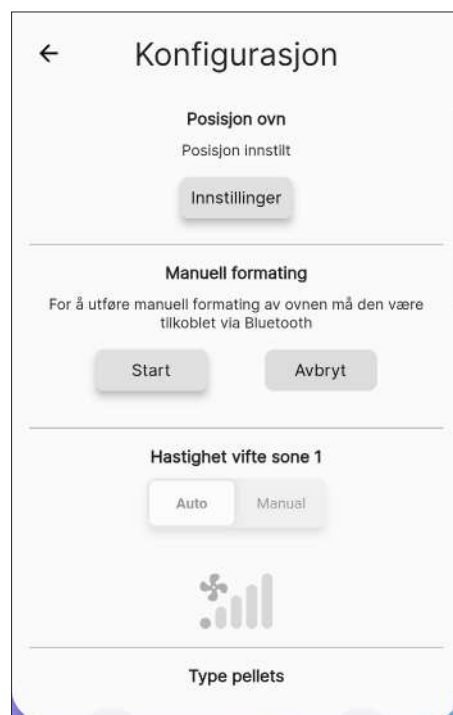 Konfigurasjon
Posisjon ovn
Posisjon innstilt
Innstillinger
Manuell formating
For å utføre manuell formating av ovnen må den være
tilkoblet via Bluetooth
Start
Avbryt
Hastighet vifte sone 1
Auto
Manual
Type pellets